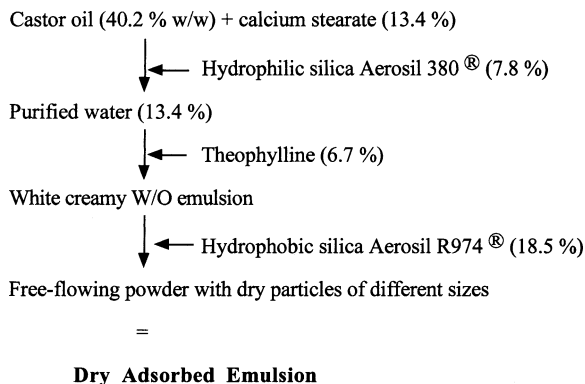 Castor oil (40.2 % w/w) + calcium stearate (13.4 %)
Hydrophilic silica Aerosil 380 ® (7.8 %)
Purified water (13.4 %)
Theophylline (6.7 %)
White creamy W/O emulsion
Hydrophobic silica Aerosil R974 ® (18.5 %)
Free-flowing powder with dry particles of different sizes
=
Dry Adsorbed Emulsion